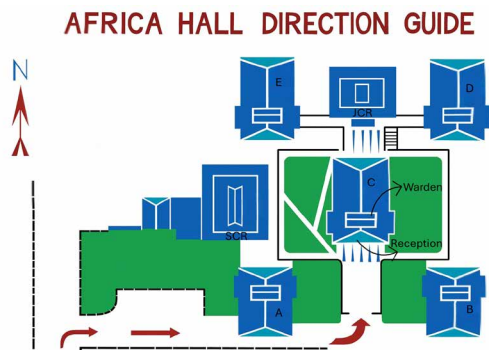 AFRICA HALL DIRECTION GUIDE
N
E
JCR
D
C
Warden
SCR
Reception
A
B